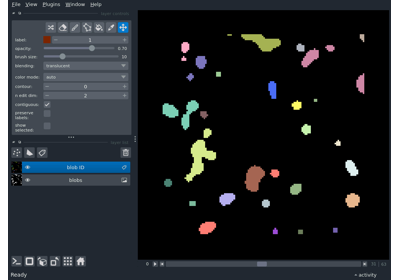 File View Plugins Window Help
label: 1
opacity: 0.70
brush size: 10
blending: translucent
color mode: auto
contour: 0
n edit dim: 2
contiguous: ✓
preserve labels:
show selected:
blob ID
blobs
0
Ready
activity